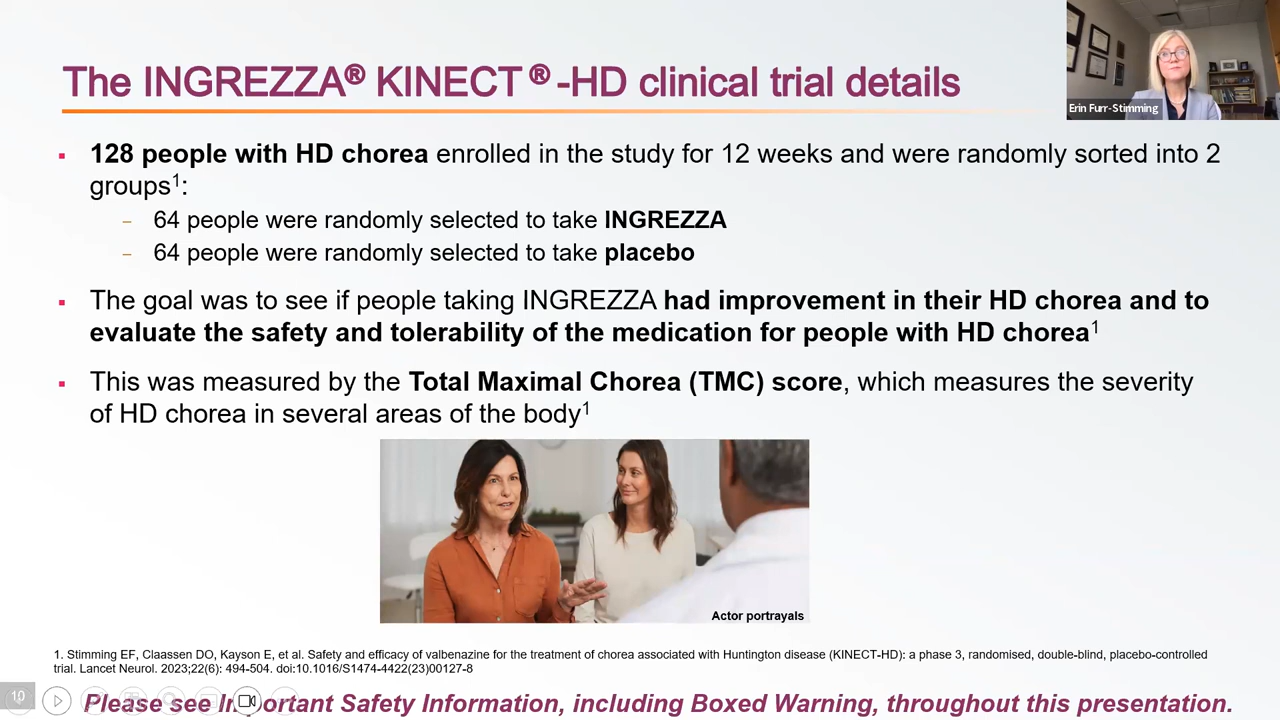 The INGREZZA® KINECT®-HD clinical trial details
Erin Furr-Stimming
▪ 128 people with HD chorea enrolled in the study for 12 weeks and were randomly sorted into 2
groups1:
– 64 people were randomly selected to take INGREZZA
– 64 people were randomly selected to take placebo
▪ The goal was to see if people taking INGREZZA had improvement in their HD chorea and to
evaluate the safety and tolerability of the medication for people with HD chorea1
▪ This was measured by the Total Maximal Chorea (TMC) score, which measures the severity
of HD chorea in several areas of the body1
Actor portrayals
1. Stimming EF, Claassen DO, Kayson E, et al. Safety and efficacy of valbenazine for the treatment of chorea associated with Huntington disease (KINECT-HD): a phase 3, randomised, double-blind, placebo-controlled
trial. Lancet Neurol. 2023;22(6): 494-504. doi:10.1016/S1474-4422(23)00127-8
10
Please see Important Safety Information, including Boxed Warning, throughout this presentation.